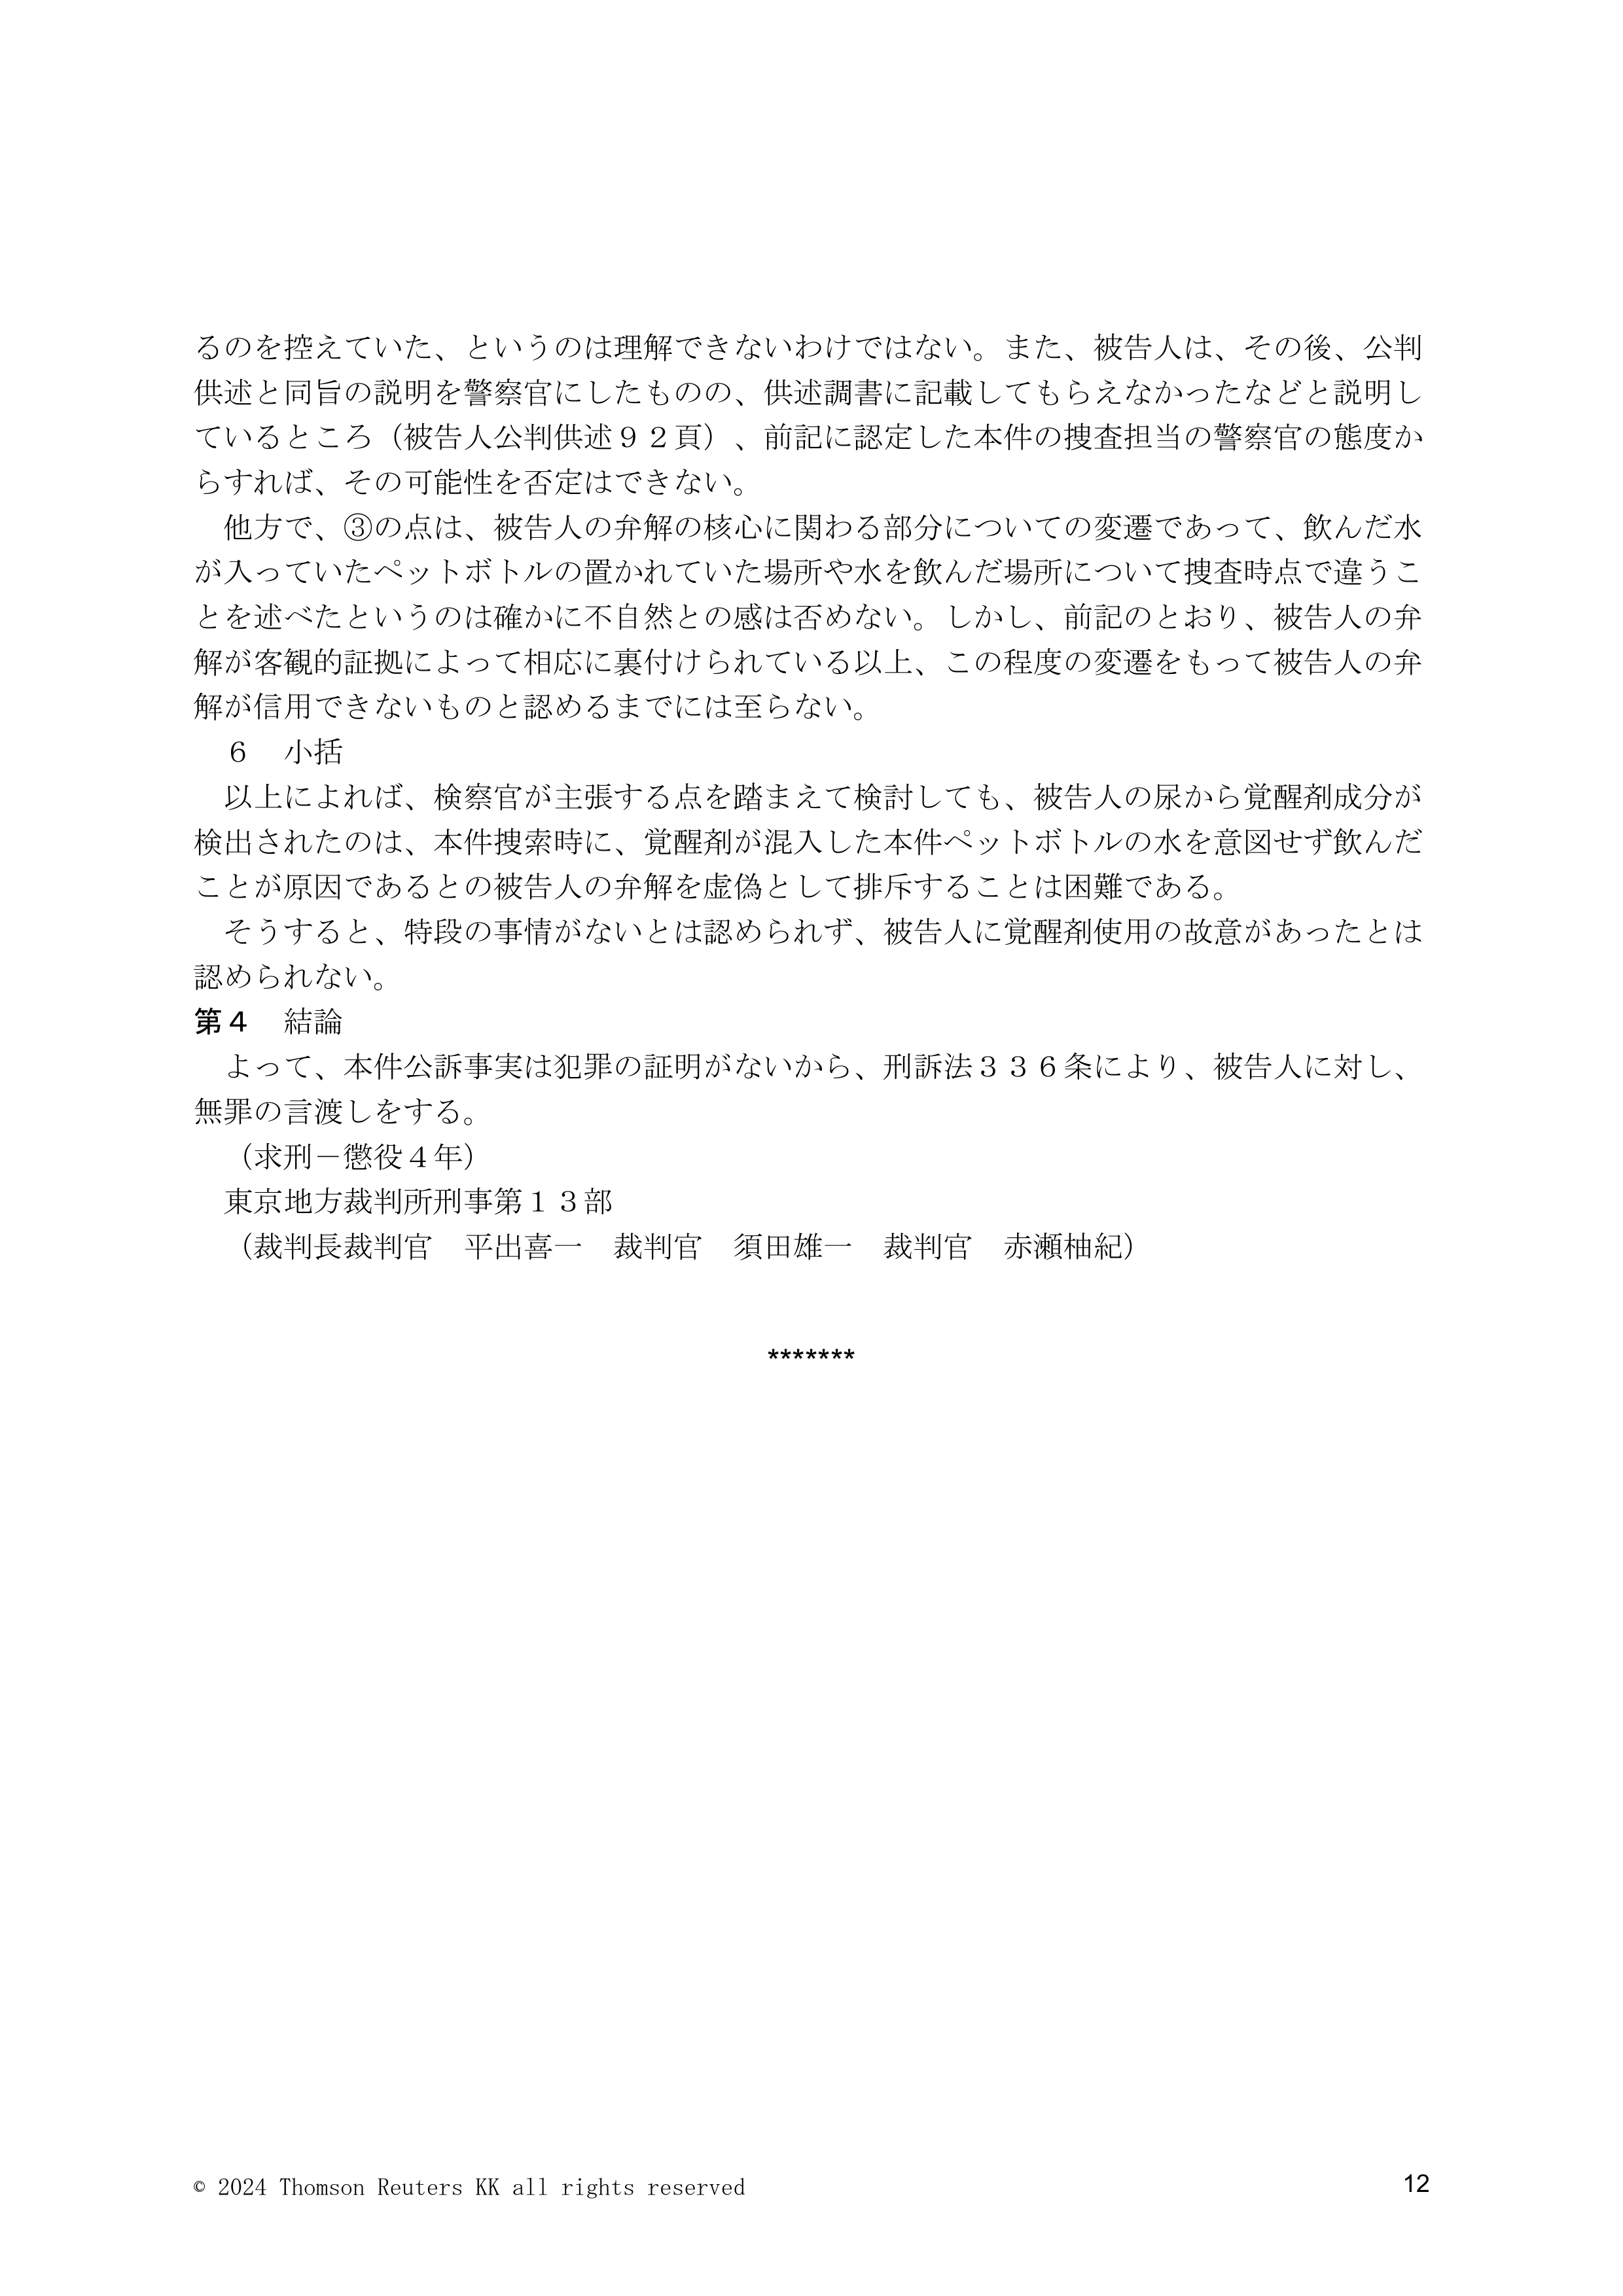 るのを控えていた、というのは理解できないわけではない。また、被告人は、その後、公判
供述と同旨の説明を警察官にしたものの、供述調書に記載してもらえなかったなどと説明し
ているところ（被告人公判供述９２頁）、前記に認定した本件の捜査担当の警察官の態度か
らすれば、その可能性を否定はできない。
　他方で、③の点は、被告人の弁解の核心に関わる部分についての変遷であって、飲んだ水
が入っていたペットボトルの置かれていた場所や水を飲んだ場所について捜査時点で違うこ
とを述べたというのは確かに不自然との感は否めない。しかし、前記のとおり、被告人の弁
解が客観的証拠によって相応に裏付けられている以上、この程度の変遷をもって被告人の弁
解が信用できないものと認めるまでには至らない。
　６　小括
　以上によれば、検察官が主張する点を踏まえて検討しても、被告人の尿から覚醒剤成分が
検出されたのは、本件捜索時に、覚醒剤が混入した本件ペットボトルの水を意図せず飲んだ
ことが原因であるとの被告人の弁解を虚偽として排斥することは困難である。
　そうすると、特段の事情がないとは認められず、被告人に覚醒剤使用の故意があったとは
認められない。
第４　結論
　よって、本件公訴事実は犯罪の証明がないから、刑訴法３３６条により、被告人に対し、
無罪の言渡しをする。
　（求刑－懲役４年）
　東京地方裁判所刑事第１３部
　（裁判長裁判官　平出喜一　裁判官　須田雄一　裁判官　赤瀬柚紀）
*******
© 2024 Thomson Reuters KK all rights reserved
12